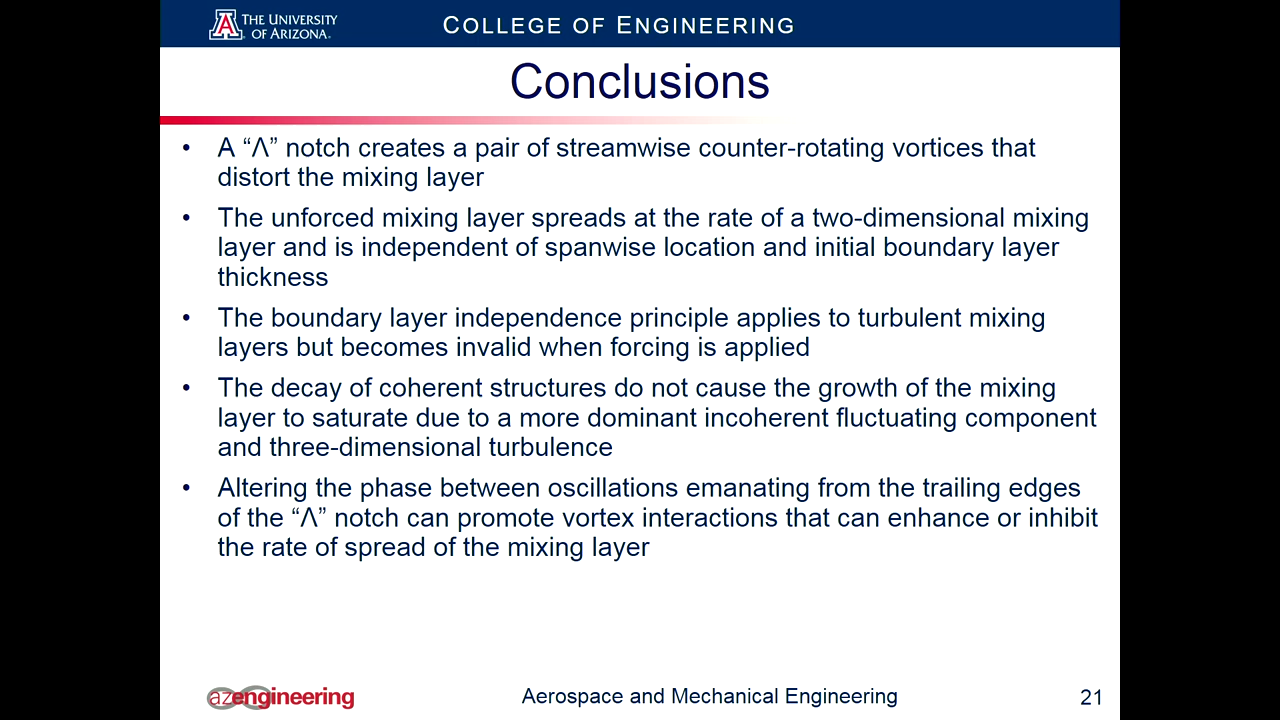 THE UNIVERSITY
OF ARIZONA.
COLLEGE OF ENGINEERING
Conclusions
• A “Λ” notch creates a pair of streamwise counter-rotating vortices that
distort the mixing layer
• The unforced mixing layer spreads at the rate of a two-dimensional mixing
layer and is independent of spanwise location and initial boundary layer
thickness
• The boundary layer independence principle applies to turbulent mixing
layers but becomes invalid when forcing is applied
• The decay of coherent structures do not cause the growth of the mixing
layer to saturate due to a more dominant incoherent fluctuating component
and three-dimensional turbulence
• Altering the phase between oscillations emanating from the trailing edges
of the “Λ” notch can promote vortex interactions that can enhance or inhibit
the rate of spread of the mixing layer
azengineering
Aerospace and Mechanical Engineering
21